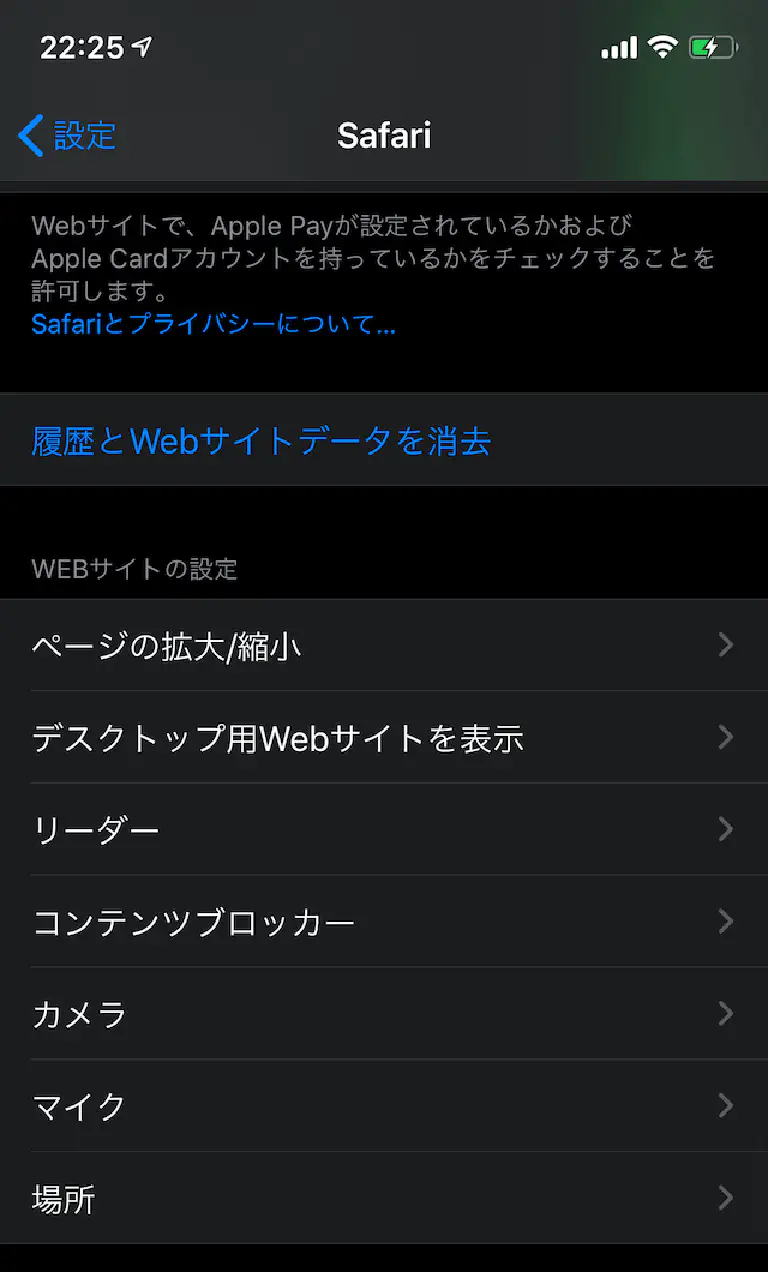 22:25
設定
Safari
Webサイトで、Apple Payが設定されているかおよび
Apple Cardアカウントを持っているかをチェックすることを
許可します。
Safariとプライバシーについて...
履歴とWebサイトデータを消去
WEBサイトの設定
ページの拡大/縮小
デスクトップ用Webサイトを表示
リーダー
コンテンツブロッカー
カメラ
マイク
場所